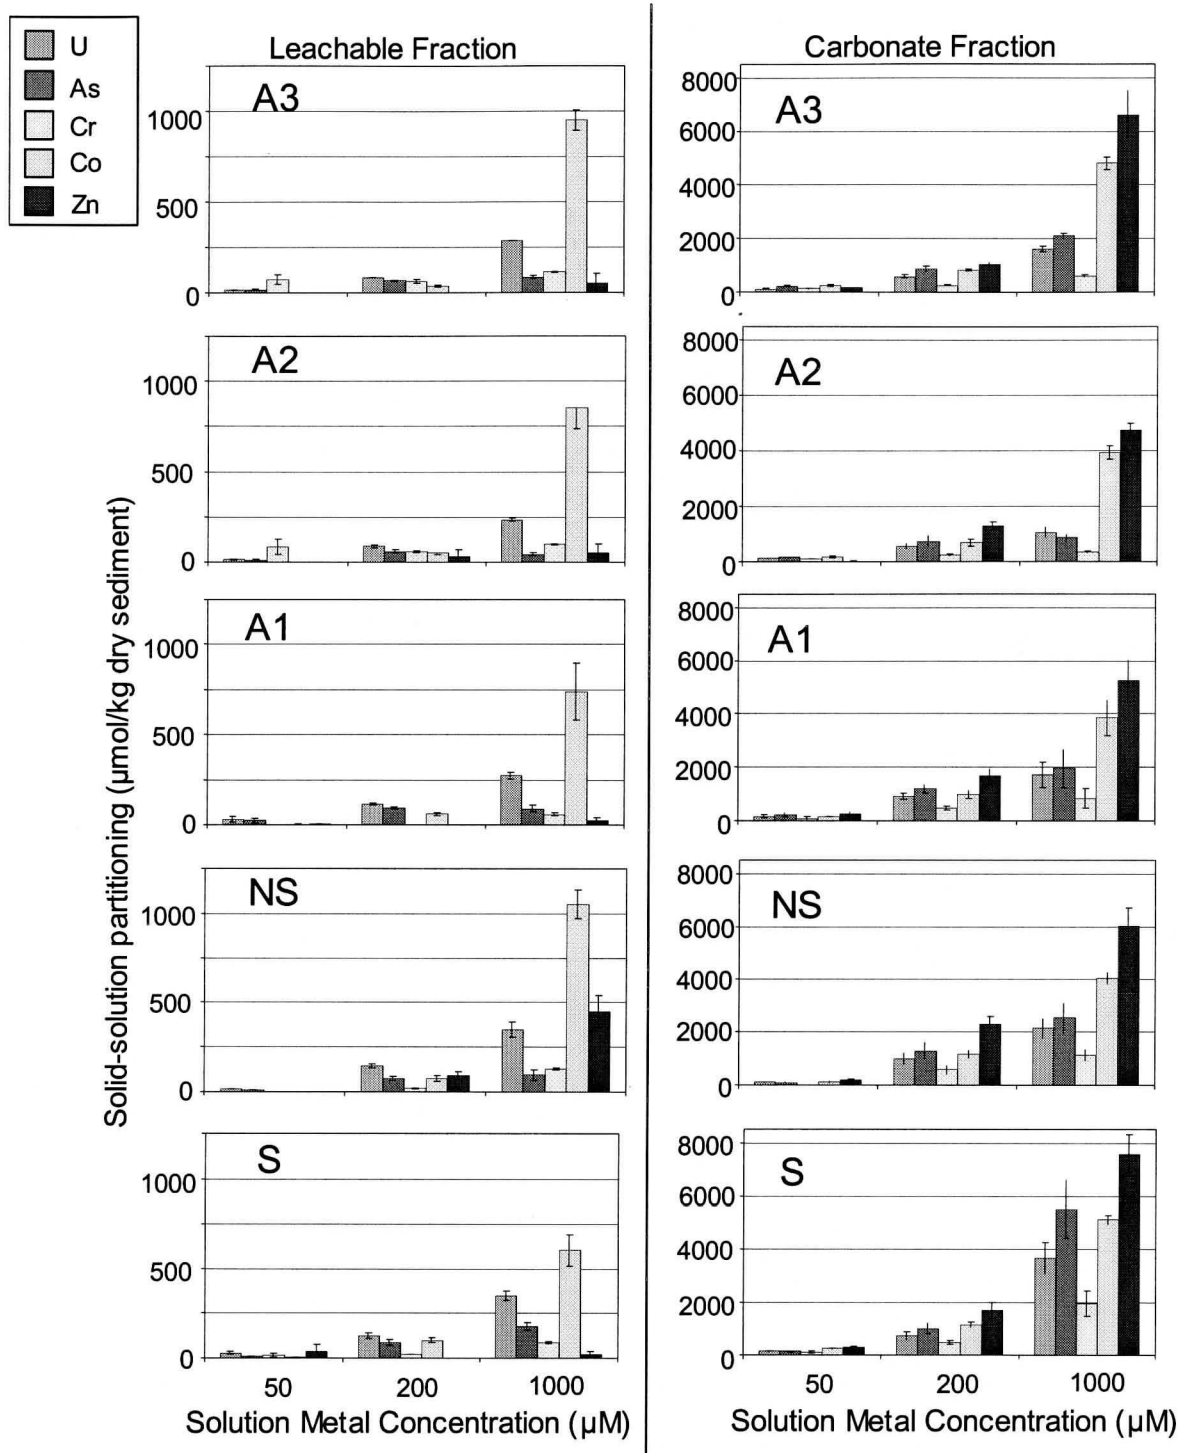 U
As
Cr
Co
Zn
Leachable Fraction
Carbonate Fraction
Solid-solution partitioning (µmol/kg dry sediment)
A3
1000
500
0
A3
8000
6000
4000
2000
0
A2
1000
500
0
A2
8000
6000
4000
2000
0
A1
1000
500
0
A1
8000
6000
4000
2000
0
NS
1000
500
0
NS
8000
6000
4000
2000
0
S
1000
500
0
S
8000
6000
4000
2000
0
50 200 1000
50 200 1000
Solution Metal Concentration (µM)
Solution Metal Concentration (µM)